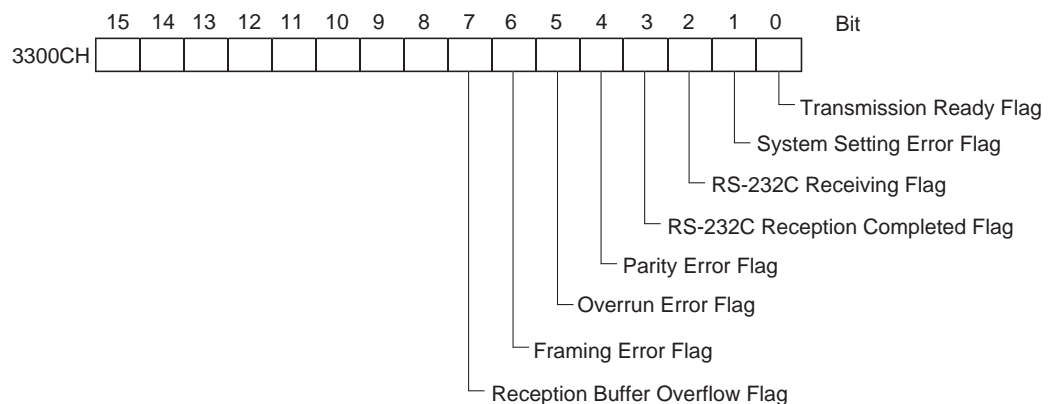 15 14 13 12 11 10 9 8 7 6 5 4 3 2 1 0 Bit
3300CH
Transmission Ready Flag
System Setting Error Flag
RS-232C Receiving Flag
RS-232C Reception Completed Flag
Parity Error Flag
Overrun Error Flag
Framing Error Flag
Reception Buffer Overflow Flag